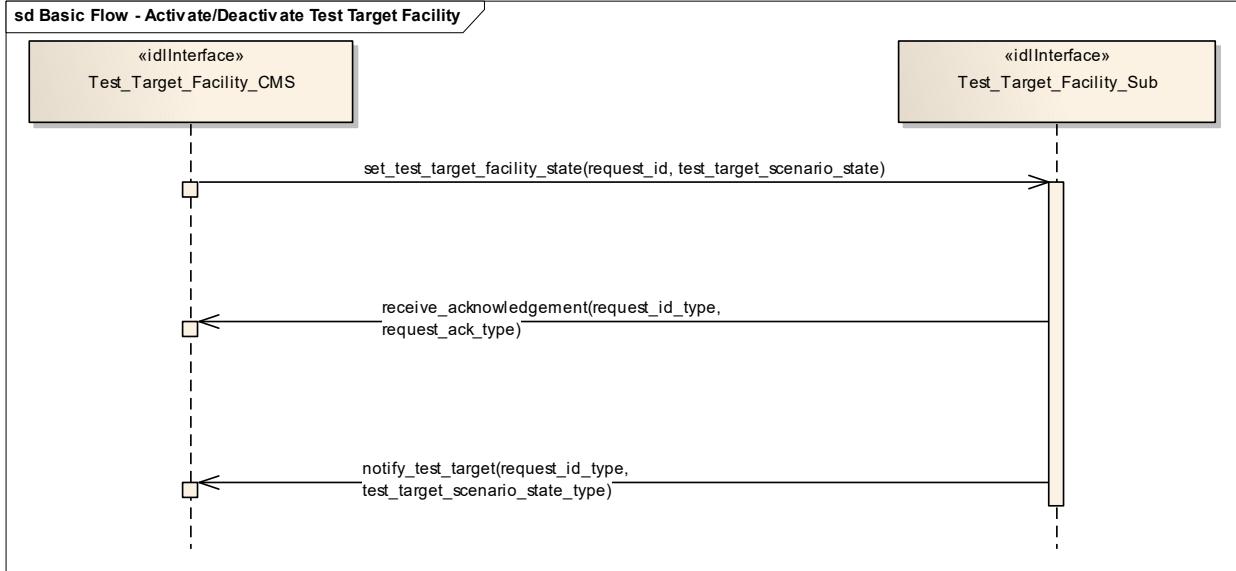 sd Basic Flow - Activate/Deactivate Test Target Facility
«idlInterface»
Test_Target_Facility_CMS
«idlInterface»
Test_Target_Facility_Sub
set_test_target_facility_state(request_id, test_target_scenario_state)
receive_acknowledgement(request_id_type,
request_ack_type)
notify_test_target(request_id_type,
test_target_scenario_state_type)